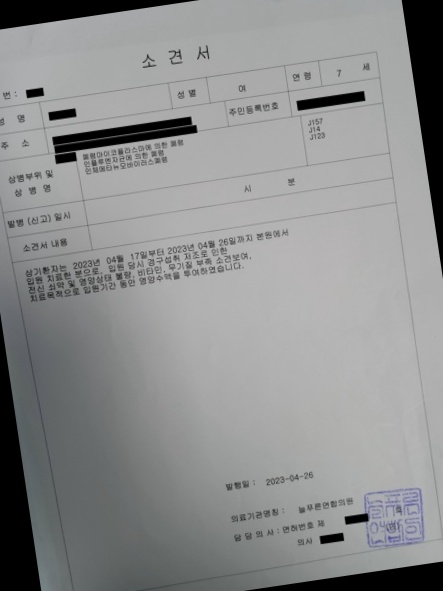 소 견 서
번 :
성 명
성 별 여 연 령 7 세
주민등록번호
주 소
상병부위 및
상 병 명
폐렴마이코플라스마에 의한 폐렴
인플루엔자균에 의한 폐렴
인체메타뉴모바이러스폐렴
J157
J14
J123
발병 (신고) 일시
시 분
소견서 내용
상기환자는 2023년 04월 17일부터 2023년 04월 26일까지 본원에서
입원 치료한 분으로, 입원 당시 경구섭취 저조로 인한
전신 쇠약 및 영양상태 불량, 비타민, 무기질 부족 소견보여,
치료목적으로 입원기간 동안 영양수액을 투여하였습니다.
발행일 : 2023-04-26
의료기관명칭 : 늘푸른연합의원
담 당 의 사 : 면허번호 제 호
의사